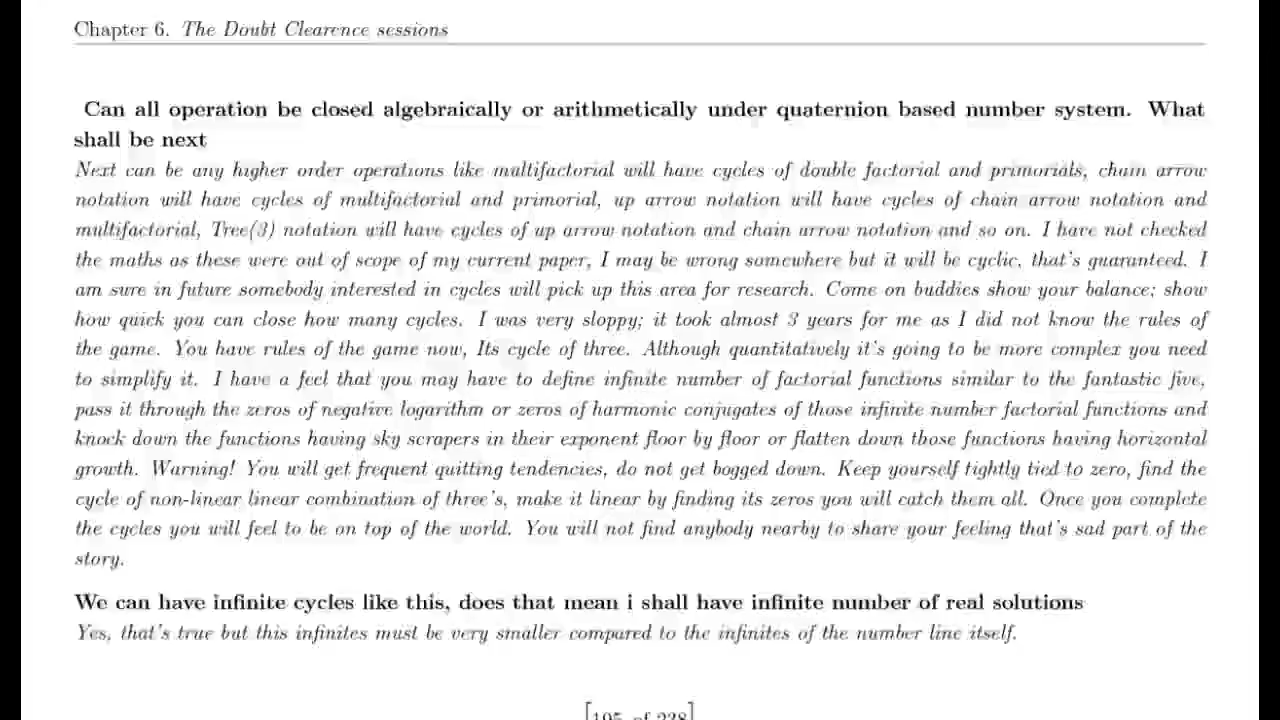 Chapter 6. The Doubt Clearence sessions
Can all operation be closed algebraically or arithmetically under quaternion based number system. What
shall be next
Next can be any higher order operations like multifactorial will have cycles of double factorial and primorials, chain arrow
notation will have cycles of multifactorial and primorial, up arrow notation will have cycles of chain arrow notation and
multifactorial, Tree(3) notation will have cycles of up arrow notation and chain arrow notation and so on. I have not checked
the maths as these were out of scope of my current paper, I may be wrong somewhere but it will be cyclic, that's guaranteed. I
am sure in future somebody interested in cycles will pick up this area for research. Come on buddies show your balance; show
how quick you can close how many cycles. I was very sloppy; it took almost 3 years for me as I did not know the rules of
the game. You have rules of the game now, Its cycle of three. Although quantitatively it's going to be more complex you need
to simplify it. I have a feel that you may have to define infinite number of factorial functions similar to the fantastic five,
pass it through the zeros of negative logarithm or zeros of harmonic conjugates of those infinite number factorial functions and
knock down the functions having sky scrapers in their exponent floor by floor or flatten down those functions having horizontal
growth. Warning! You will get frequent quitting tendencies, do not get bogged down. Keep yourself tightly tied to zero, find the
cycle of non-linear linear combination of three's, make it linear by finding its zeros you will catch them all. Once you complete
the cycles you will feel to be on top of the world. You will not find anybody nearby to share your feeling that's sad part of the
story.
We can have infinite cycles like this, does that mean i shall have infinite number of real solutions
Yes, that's true but this infinites must be very smaller compared to the infinites of the number line itself.
[195 of 238]